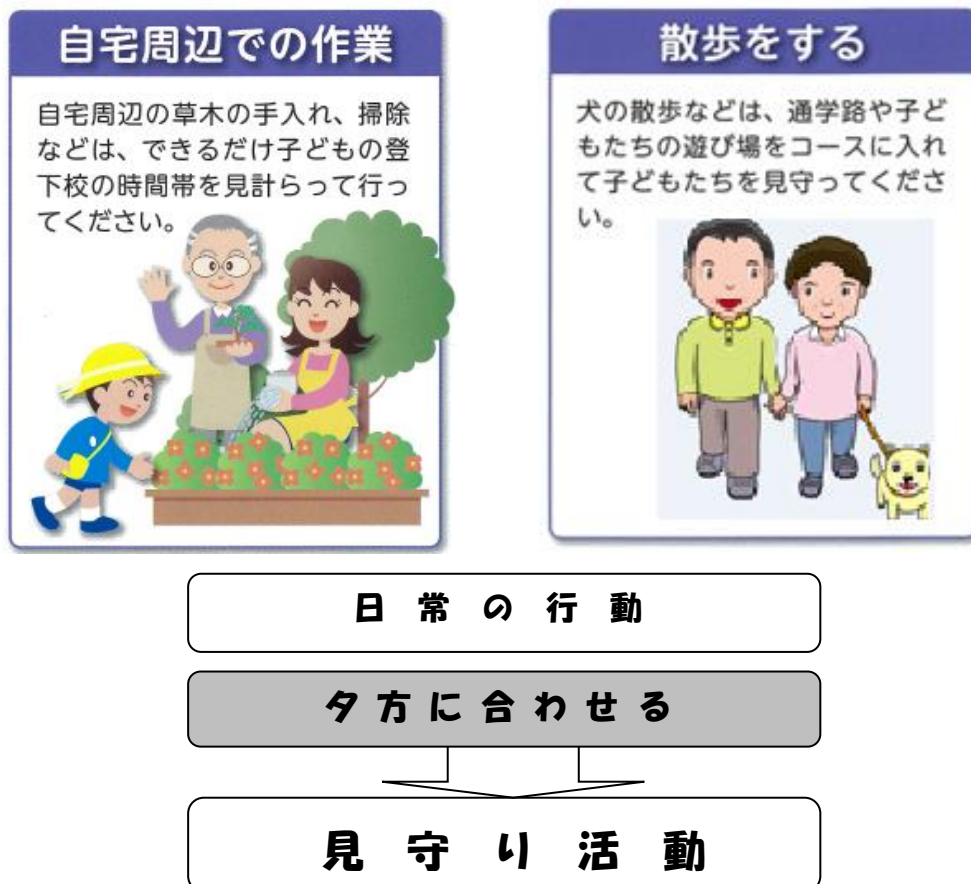 自宅周辺での作業
自宅周辺の草木の手入れ、掃除
などは、できるだけ子どもの登
下校の時間帯を見計らって行っ
てください。
散歩をする
犬の散歩などは、通学路や子ど
もたちの遊び場をコースに入れ
て子どもたちを見守ってくださ
い。
日常の行動
夕方に合わせる
見守り活動